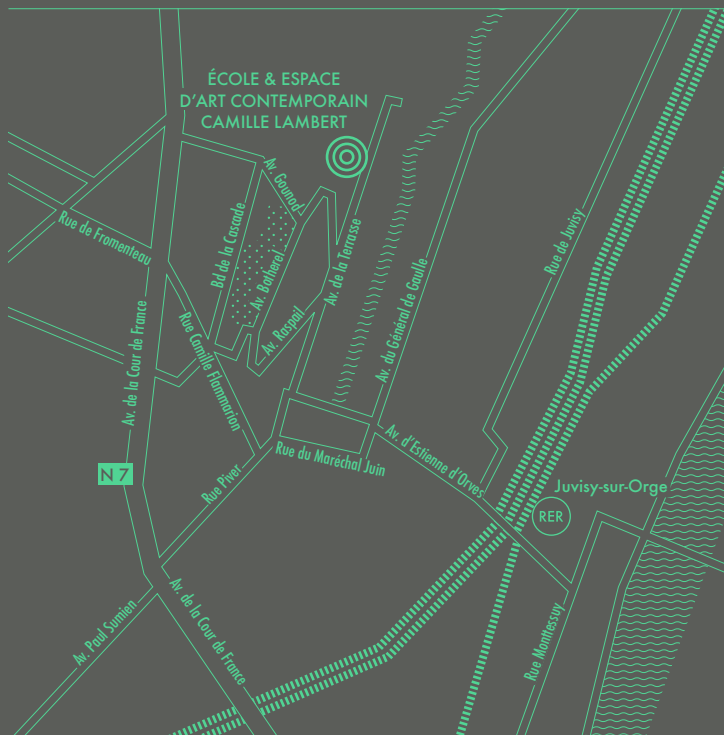 ÉCOLE & ESPACE
D'ART CONTEMPORAIN
CAMILLE LAMBERT
Av. Gounod
Rue de Fromenteau
Bd de la Cascade
Av. Batherel
Av. de la Terrasse
Rue de Juvisy
Av. du Général de Gaulle
Av. de la Cour de France
Rue Camille Flammarion
Av. Raspail
Rue du Maréchal Juin
Av. d'Estienne d'Orves
N 7
Rue Piver
Juvisy-sur-Orge
RER
Av. Paul Sumien
Av. de la Cour de France
Rue Monttessuy